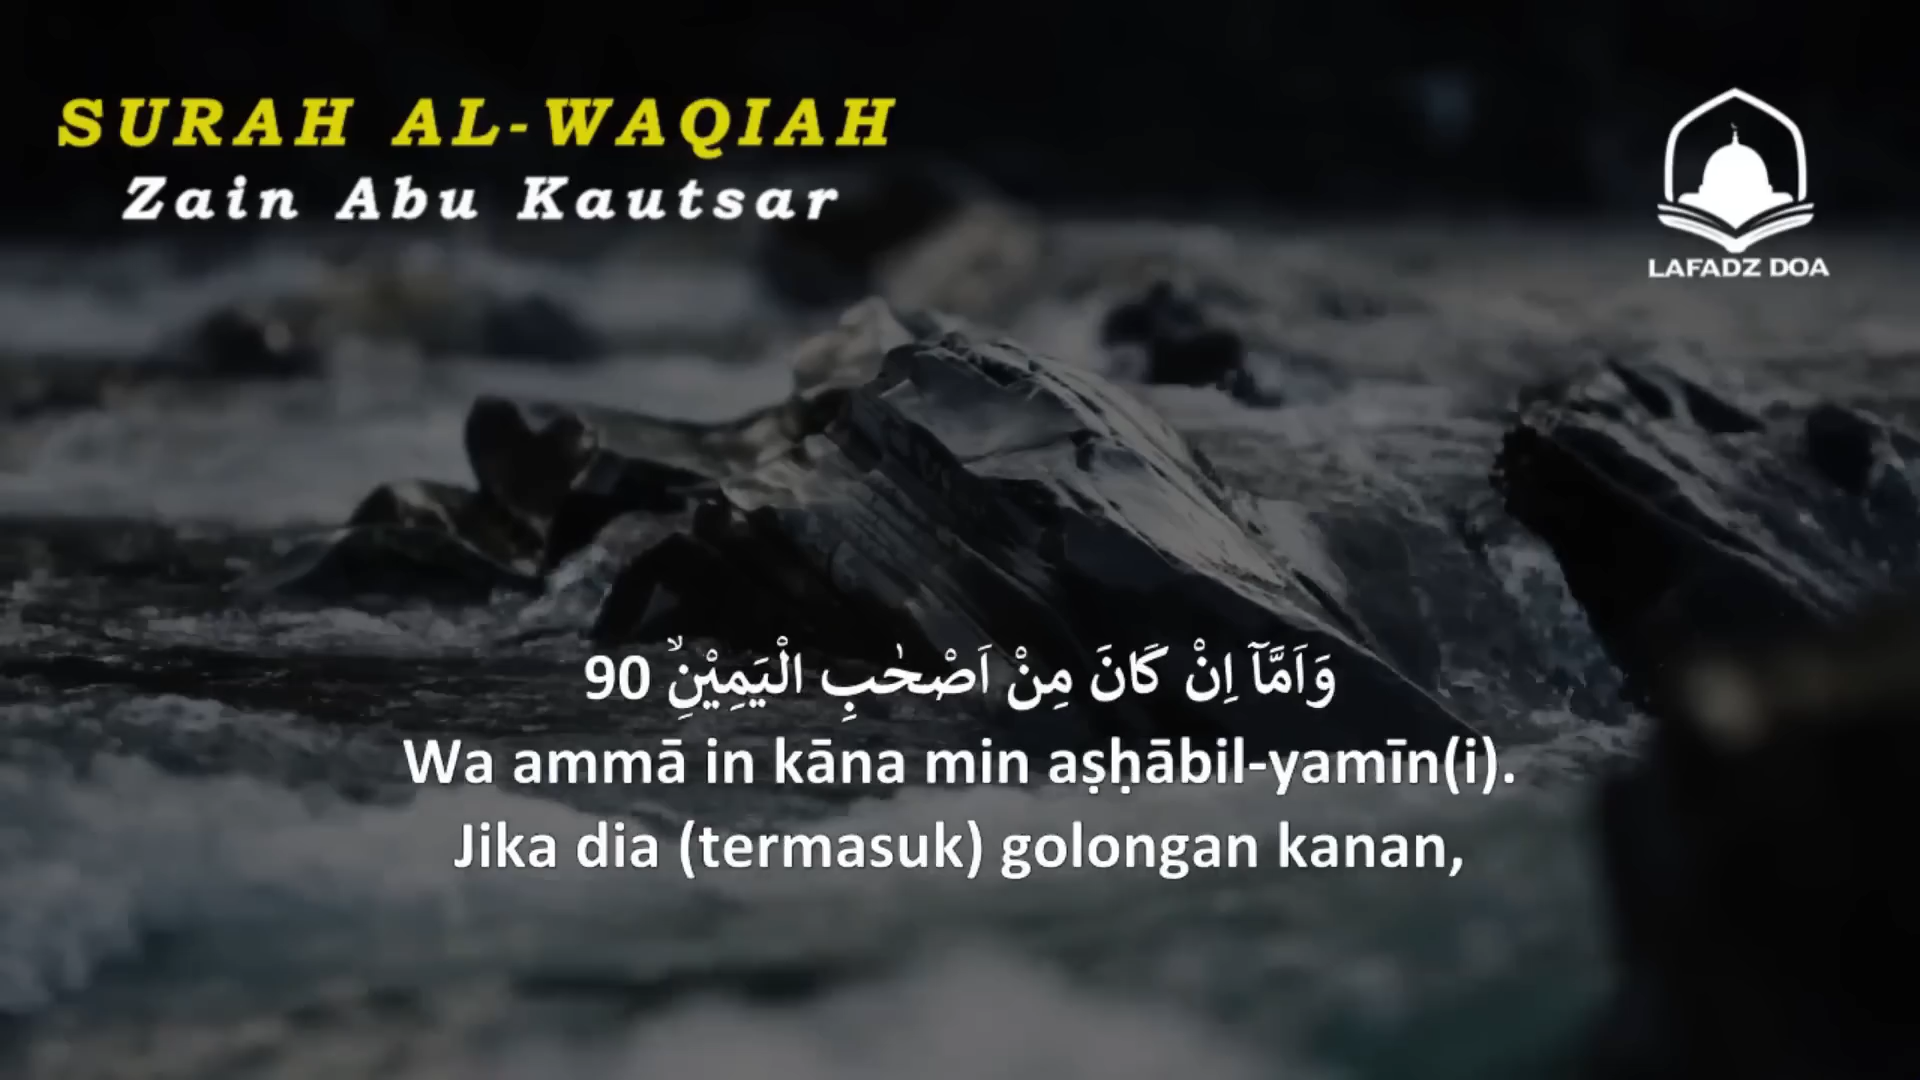 SURAH AL-WAQIAH
Zain Abu Kautsar
LAFADZ DOA
وَاَمَّآ اِنْ كَانَ مِنْ اَصْحٰبِ الْيَمِيْنِۙ 90
Wa ammā in kāna min aṣḥābil-yamīn(i).
Jika dia (termasuk) golongan kanan,